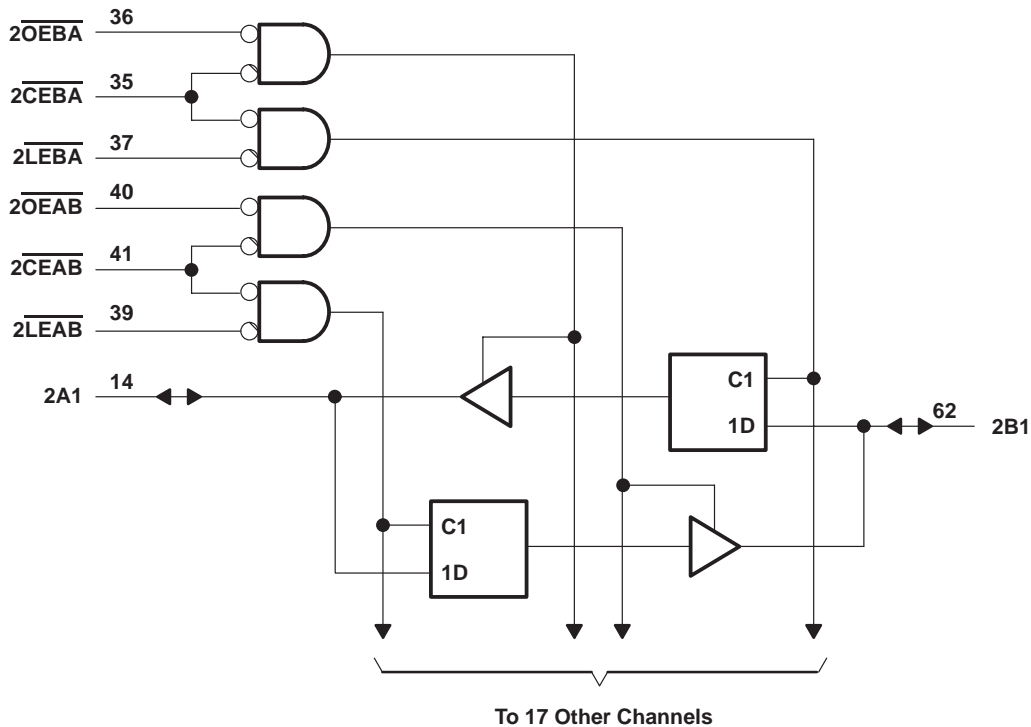 2OEBA 36
2CEBA 35
2LEBA 37
2OEAB 40
2CEAB 41
2LEAB 39
2A1 14
C1
1D
62 2B1
C1
1D
To 17 Other Channels